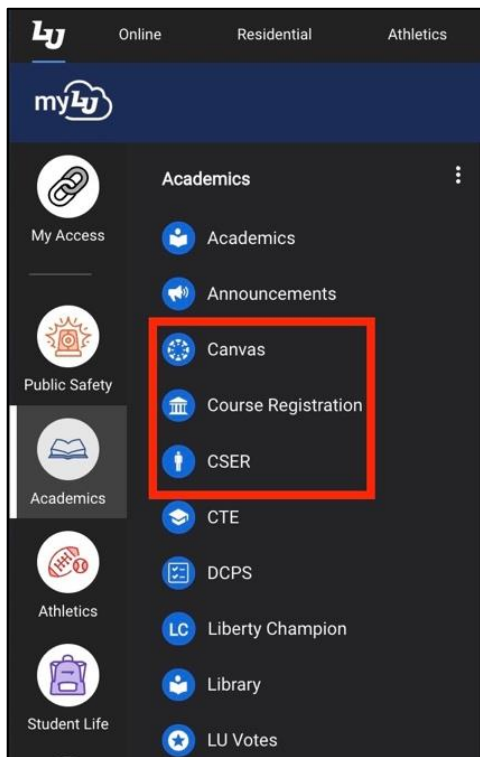 LU Online Residential Athletics
myLU
My Access
Public Safety
Academics
Athletics
Student Life
Academics
Academics
Announcements
Canvas
Course Registration
CSER
CTE
DCPS
LC Liberty Champion
Library
LU Votes